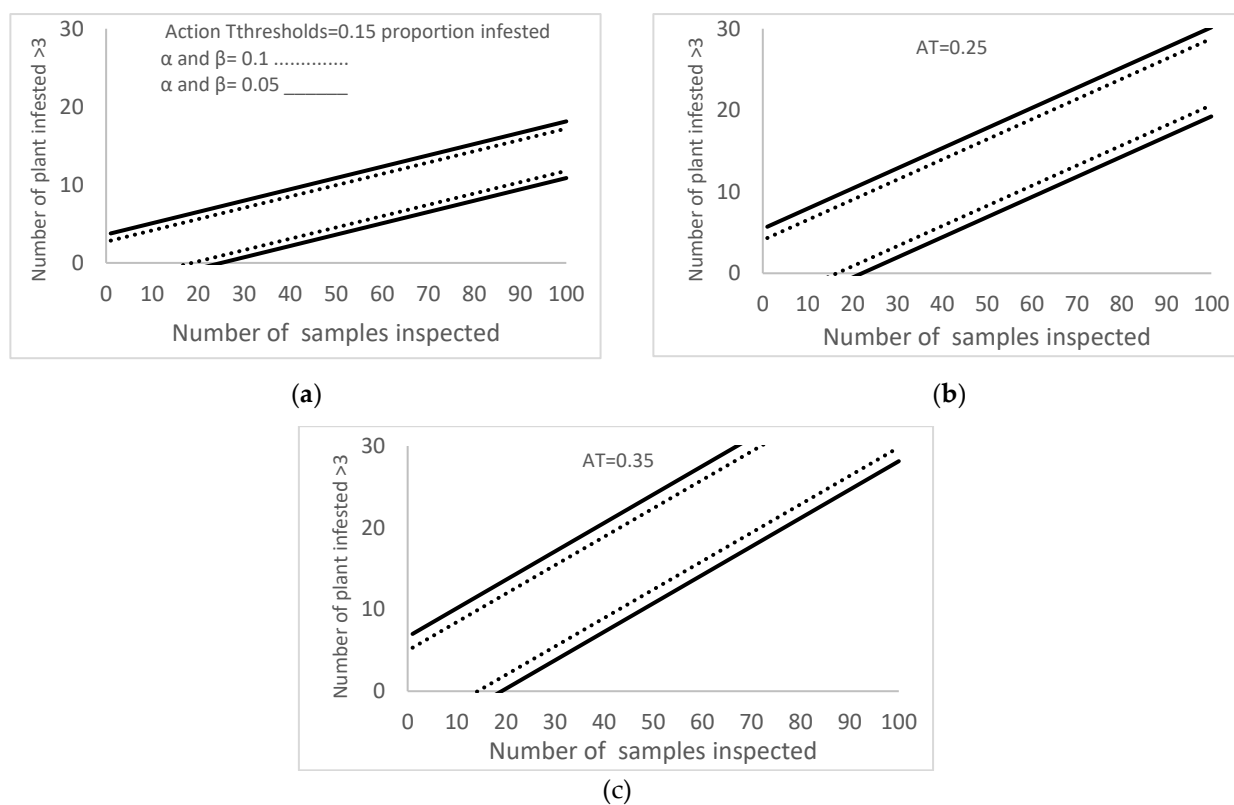 Action Tthresholds=0.15 proportion infested
α and β= 0.1 ..............
α and β= 0.05 ______
Number of plant infested >3
30
20
10
0
0 10 20 30 40 50 60 70 80 90 100
Number of samples inspected
(a)
AT=0.25
Number of plant infested >3
30
20
10
0
0 10 20 30 40 50 60 70 80 90 100
Number of samples inspected
(b)
AT=0.35
Number of plant infested >3
30
20
10
0
0 10 20 30 40 50 60 70 80 90 100
Number of samples inspected
(c)